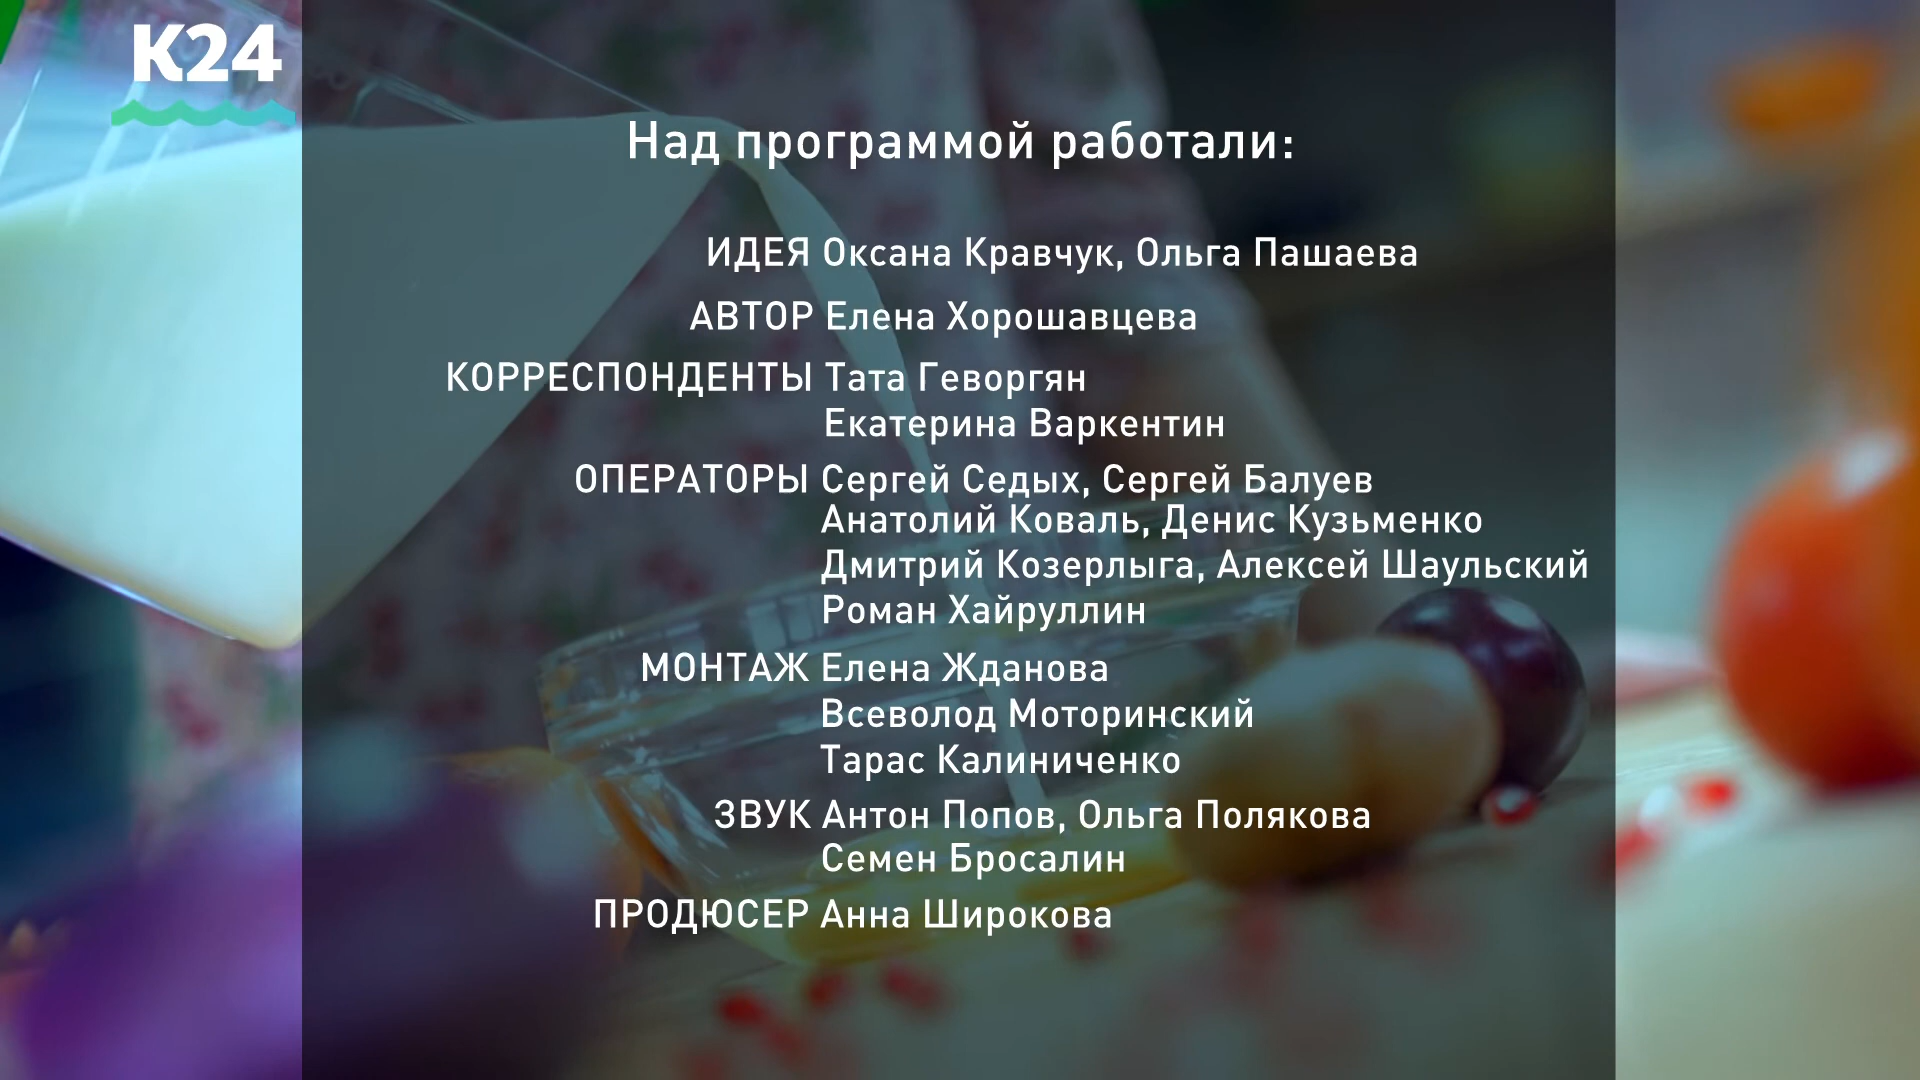 К24
Над программой работали:
ИДЕЯ Оксана Кравчук, Ольга Пашаева
АВТОР Елена Хорошавцева
КОРРЕСПОНДЕНТЫ Тата Геворгян
Екатерина Варкентин
ОПЕРАТОРЫ Сергей Седых, Сергей Балуев
Анатолий Коваль, Денис Кузьменко
Дмитрий Козерлыга, Алексей Шаульский
Роман Хайруллин
МОНТАЖ Елена Жданова
Всеволод Моторинский
Тарас Калиниченко
ЗВУК Антон Попов, Ольга Полякова
Семен Бросалин
ПРОДЮСЕР Анна Широкова